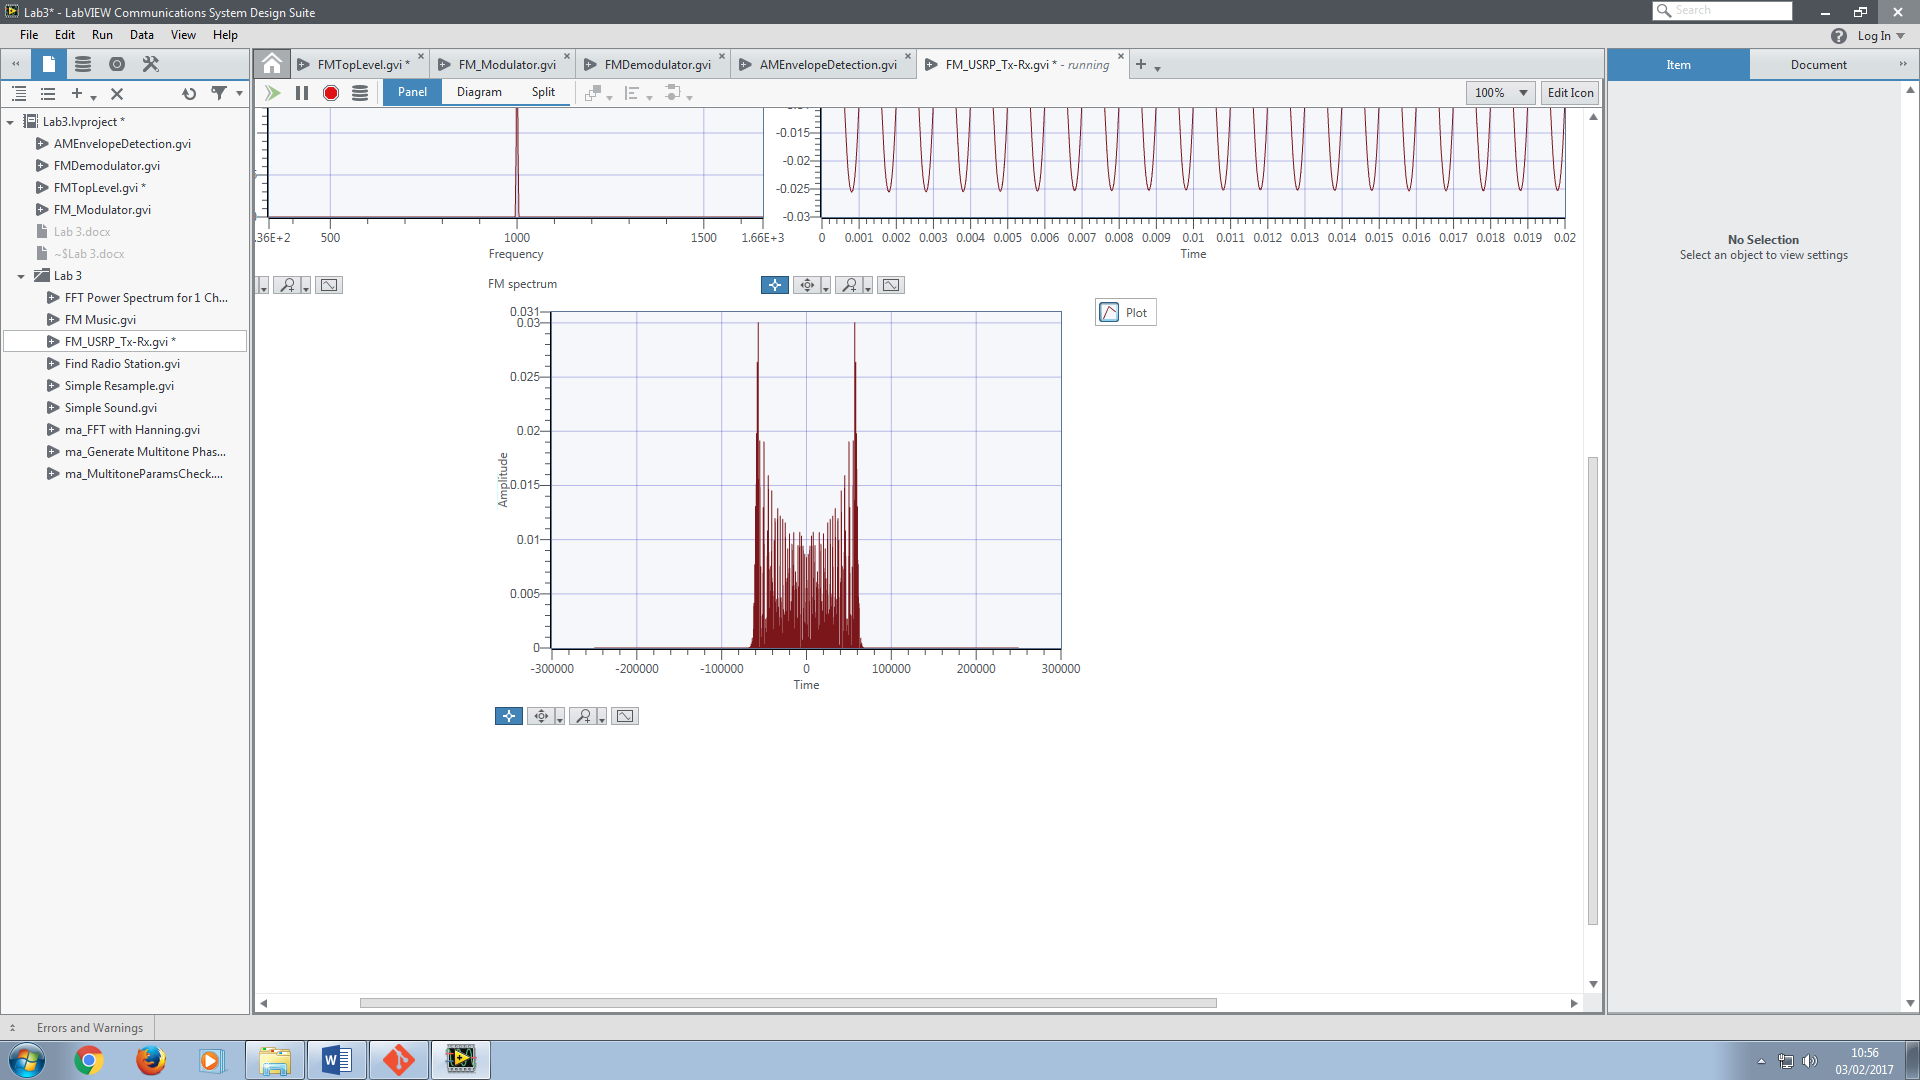 Lab3* - LabVIEW Communications System Design Suite
Search
File Edit Run Data View Help
Log In
FMTopLevel.gvi *
FM_Modulator.gvi
FMDemodulator.gvi
AMEnvelopeDetection.gvi
FM_USRP_Tx-Rx.gvi * - running
Item
Document
Panel
Diagram
Split
100%
Edit Icon
Lab3.lvproject *
AMEnvelopeDetection.gvi
FMDemodulator.gvi
FMTopLevel.gvi *
FM_Modulator.gvi
Lab 3.docx
~$Lab 3.docx
Lab 3
FFT Power Spectrum for 1 Ch...
FM Music.gvi
FM_USRP_Tx-Rx.gvi *
Find Radio Station.gvi
Simple Resample.gvi
Simple Sound.gvi
ma_FFT with Hanning.gvi
ma_Generate Multitone Phas...
ma_MultitoneParamsCheck....
.36E+2 500 1000 1500 1.66E+3
Frequency
-0.015
-0.02
-0.025
-0.03
0 0.001 0.002 0.003 0.004 0.005 0.006 0.007 0.008 0.009 0.01 0.011 0.012 0.013 0.014 0.015 0.016 0.017 0.018 0.019 0.02
Time
FM spectrum
Plot
Amplitude
0.031
0.03
0.025
0.02
0.015
0.01
0.005
0
-300000 -200000 -100000 0 100000 200000 300000
Time
No Selection
Select an object to view settings
Errors and Warnings
10:56
03/02/2017